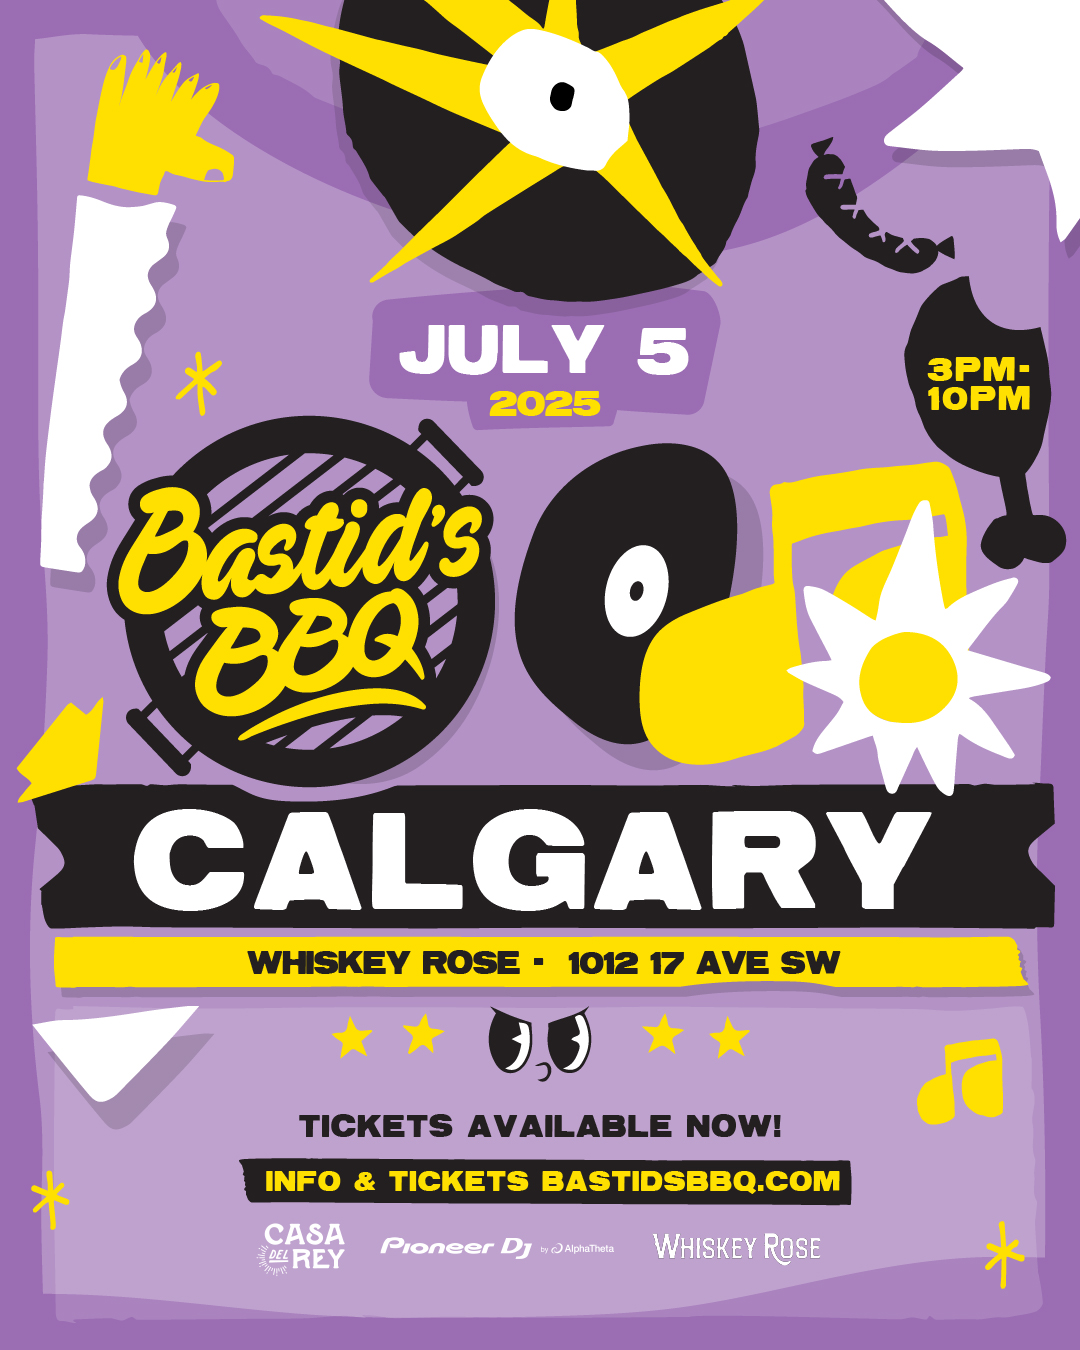 JULY 5
2025
3PM-
10PM
Bastid's
BBQ
CALGARY
WHISKEY ROSE · 1012 17 AVE SW
TICKETS AVAILABLE NOW!
INFO & TICKETS BASTIDSBBQ.COM
CASA
DEL
REY
Pioneer Dj by AlphaTheta
WHISKEY ROSE